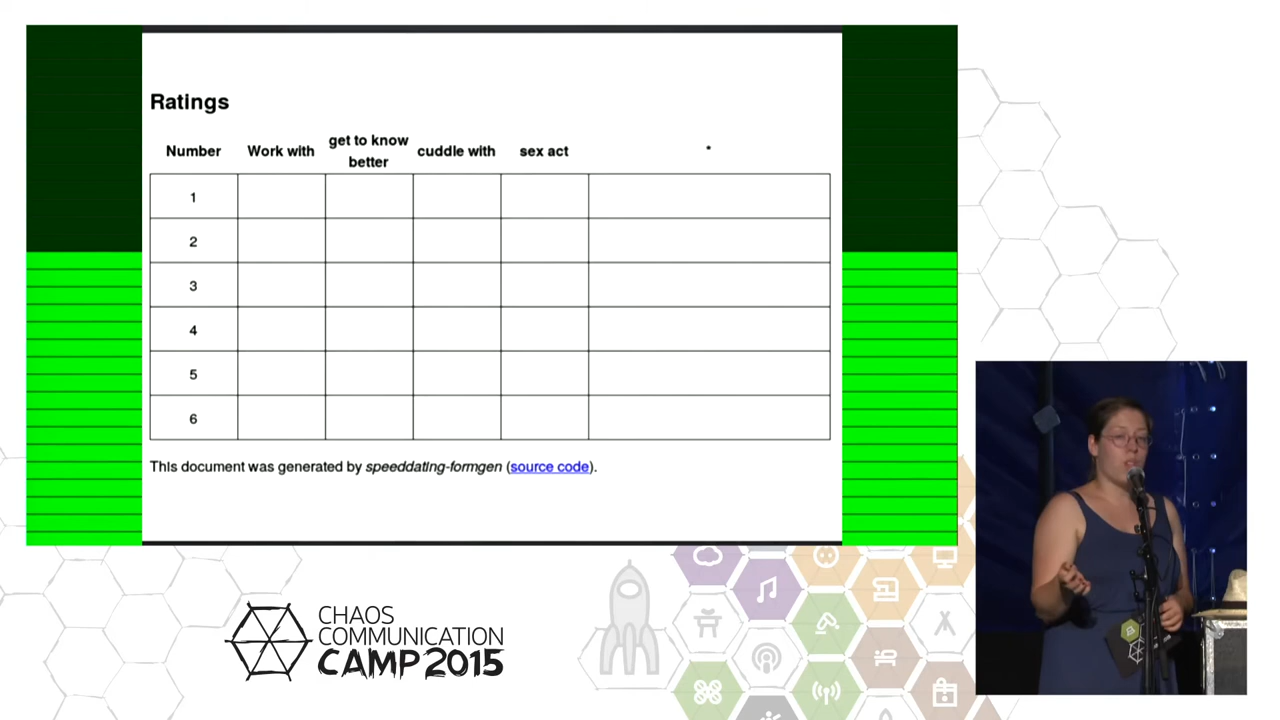 Ratings
Number Work with get to know better cuddle with sex act *
1
2
3
4
5
6
This document was generated by speeddating-formgen (source code).
CHAOS
COMMUNICATION
CAMP 2015